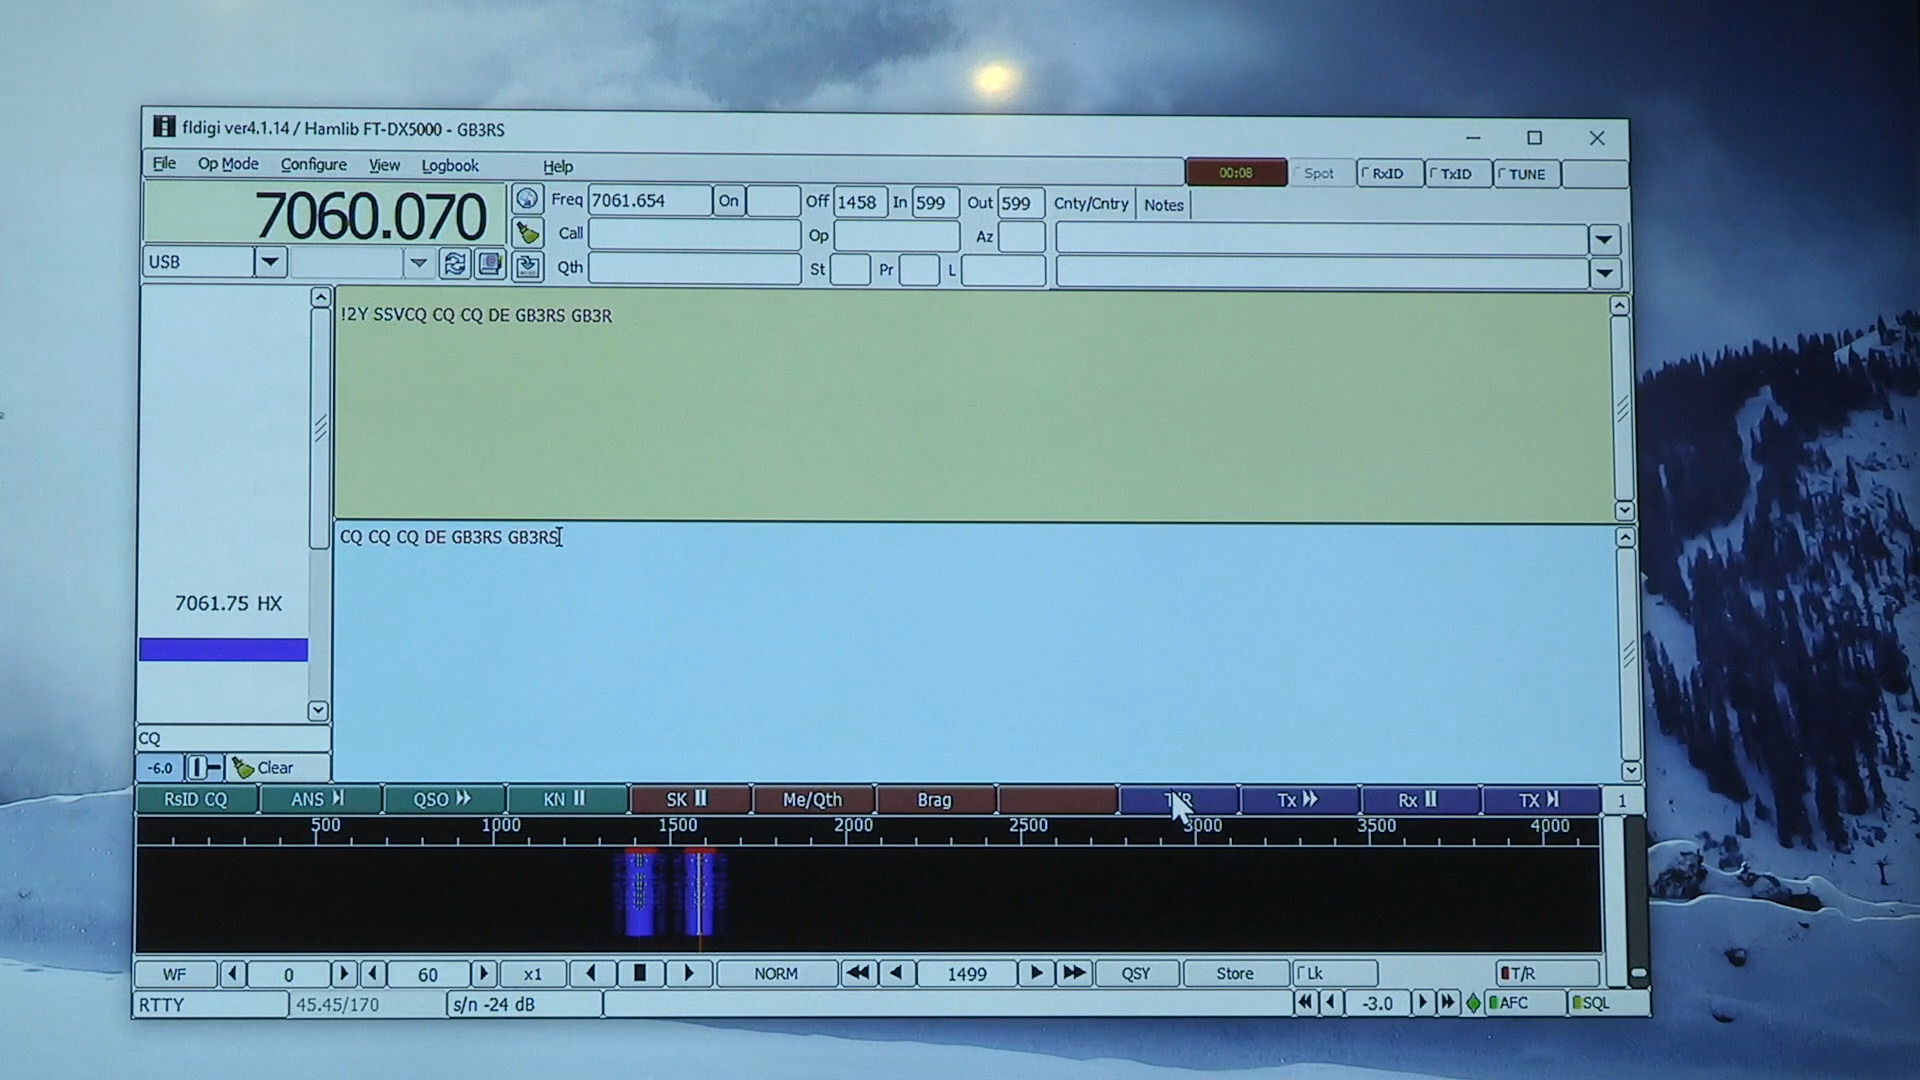 fldigi ver4.1.14 / Hamlib FT-DX5000 - GB3RS
File Op Mode Configure View Logbook Help
00:08 Spot RxID TxID TUNE
7060.070
Freq 7061.654 On Off 1458 In 599 Out 599 Cnty/Cntry Notes
Call Op Az
USB
Qth St Pr L
!2Y SSVCQ CQ CQ DE GB3RS GB3R
CQ CQ CQ DE GB3RS GB3RS
7061.75 HX
CQ
-6.0 Clear
RsID CQ ANS QSO KN SK Me/Qth Brag T/R Tx Rx TX 1
500 1000 1500 2000 2500 3000 3500 4000
WF 0 60 x1 NORM 1499 QSY Store Lk T/R
RTTY 45.45/170 s/n -24 dB -3.0 AFC SQL